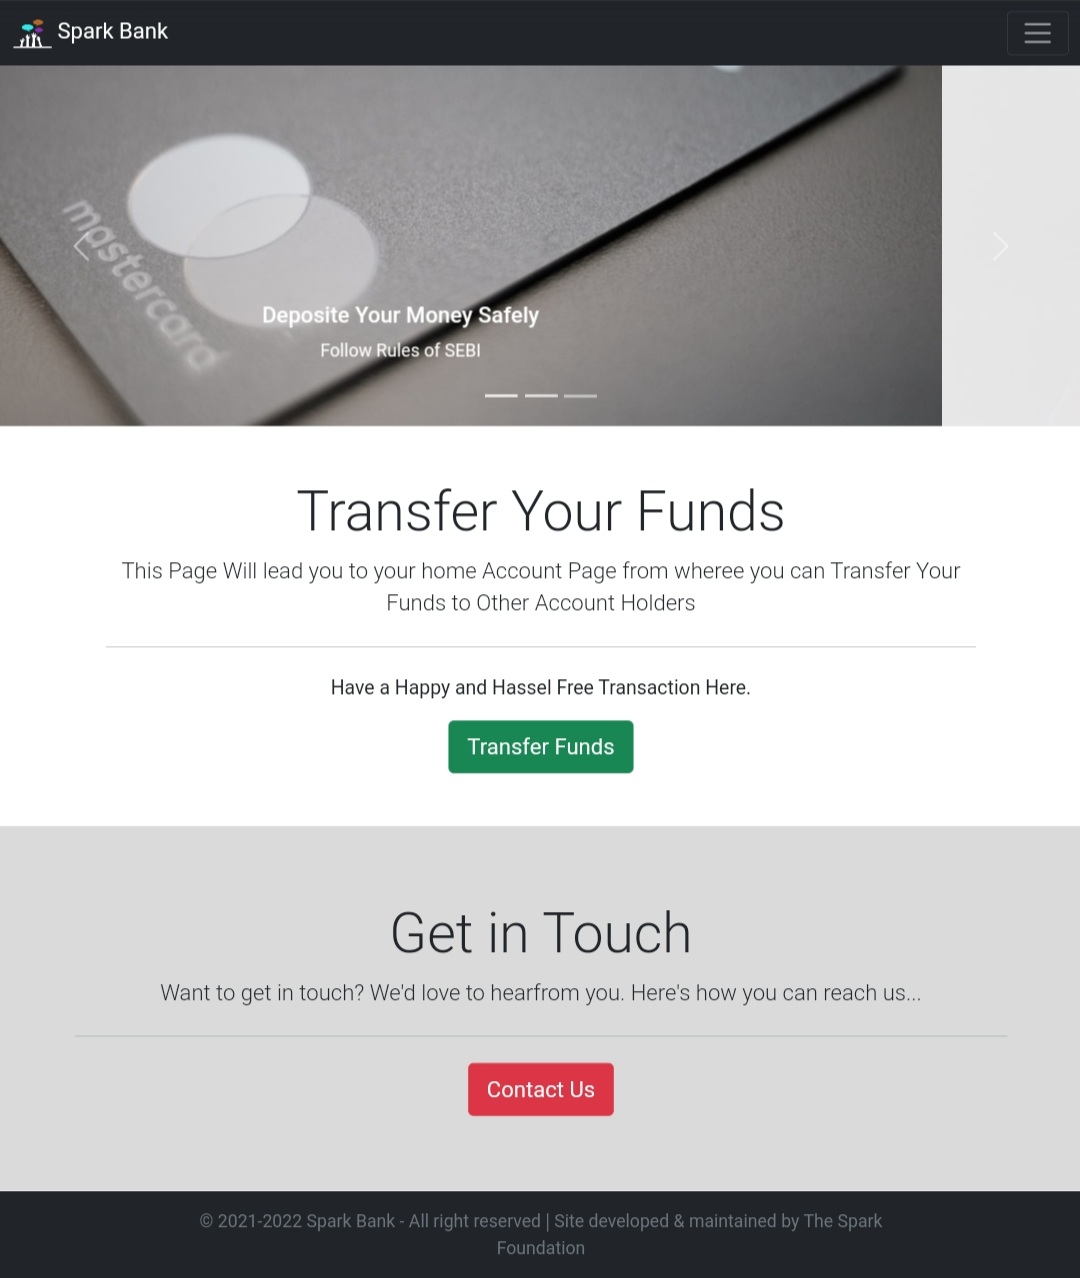 Spark Bank
mastercard
Deposite Your Money Safely
Follow Rules of SEBI
Transfer Your Funds
This Page Will lead you to your home Account Page from wheree you can Transfer Your
Funds to Other Account Holders
Have a Happy and Hassel Free Transaction Here.
Transfer Funds
Get in Touch
Want to get in touch? We'd love to hearfrom you. Here's how you can reach us...
Contact Us
© 2021-2022 Spark Bank - All right reserved | Site developed & maintained by The Spark
Foundation